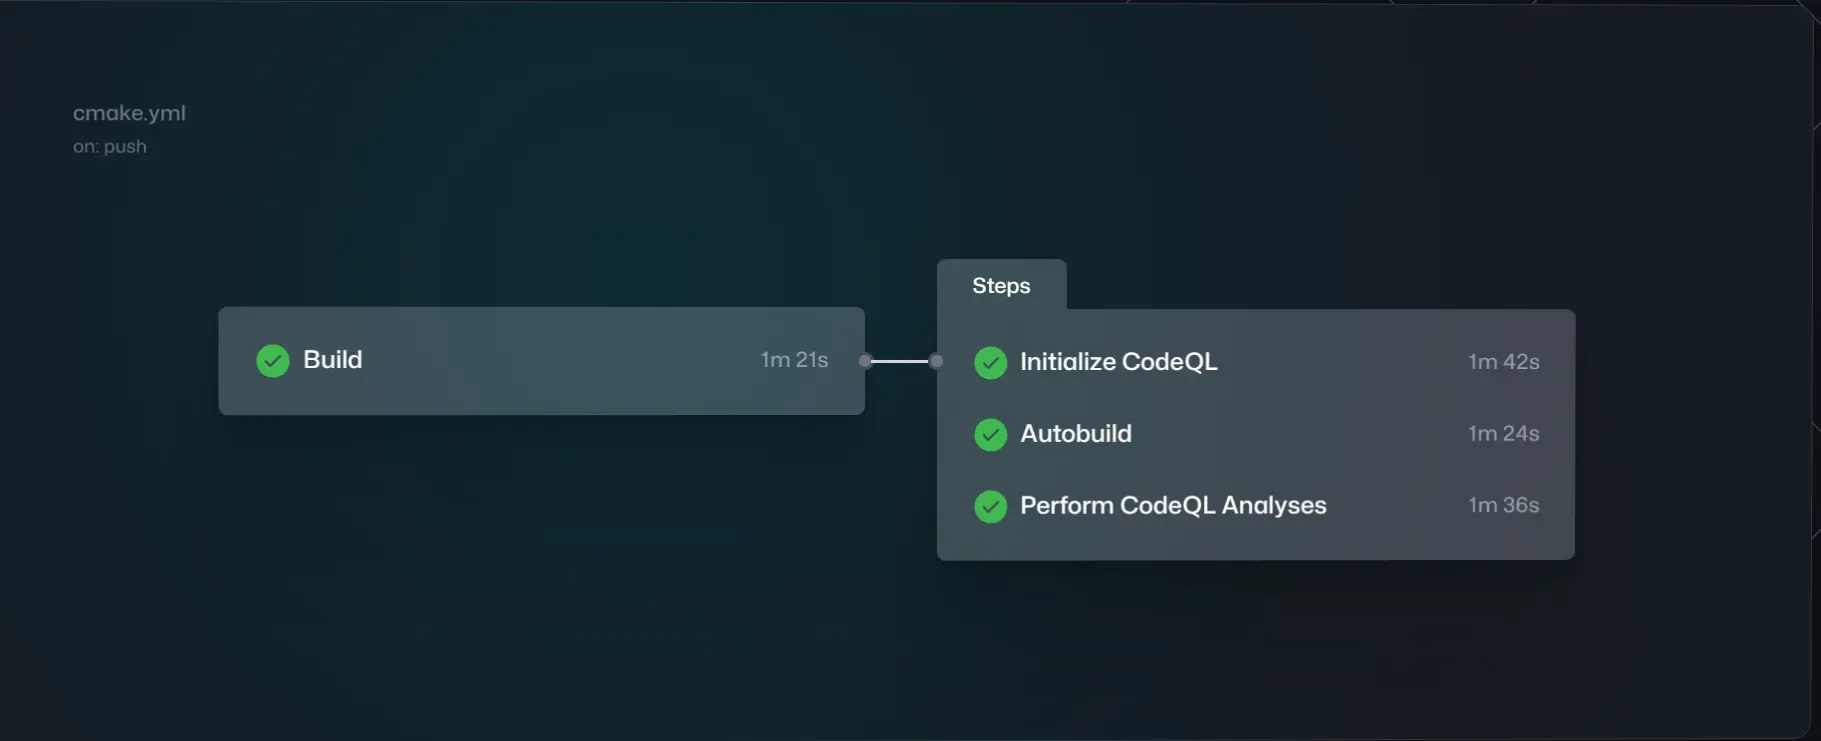 cmake.yml
on: push
Build 1m 21s
Steps
Initialize CodeQL 1m 42s
Autobuild 1m 24s
Perform CodeQL Analyses 1m 36s